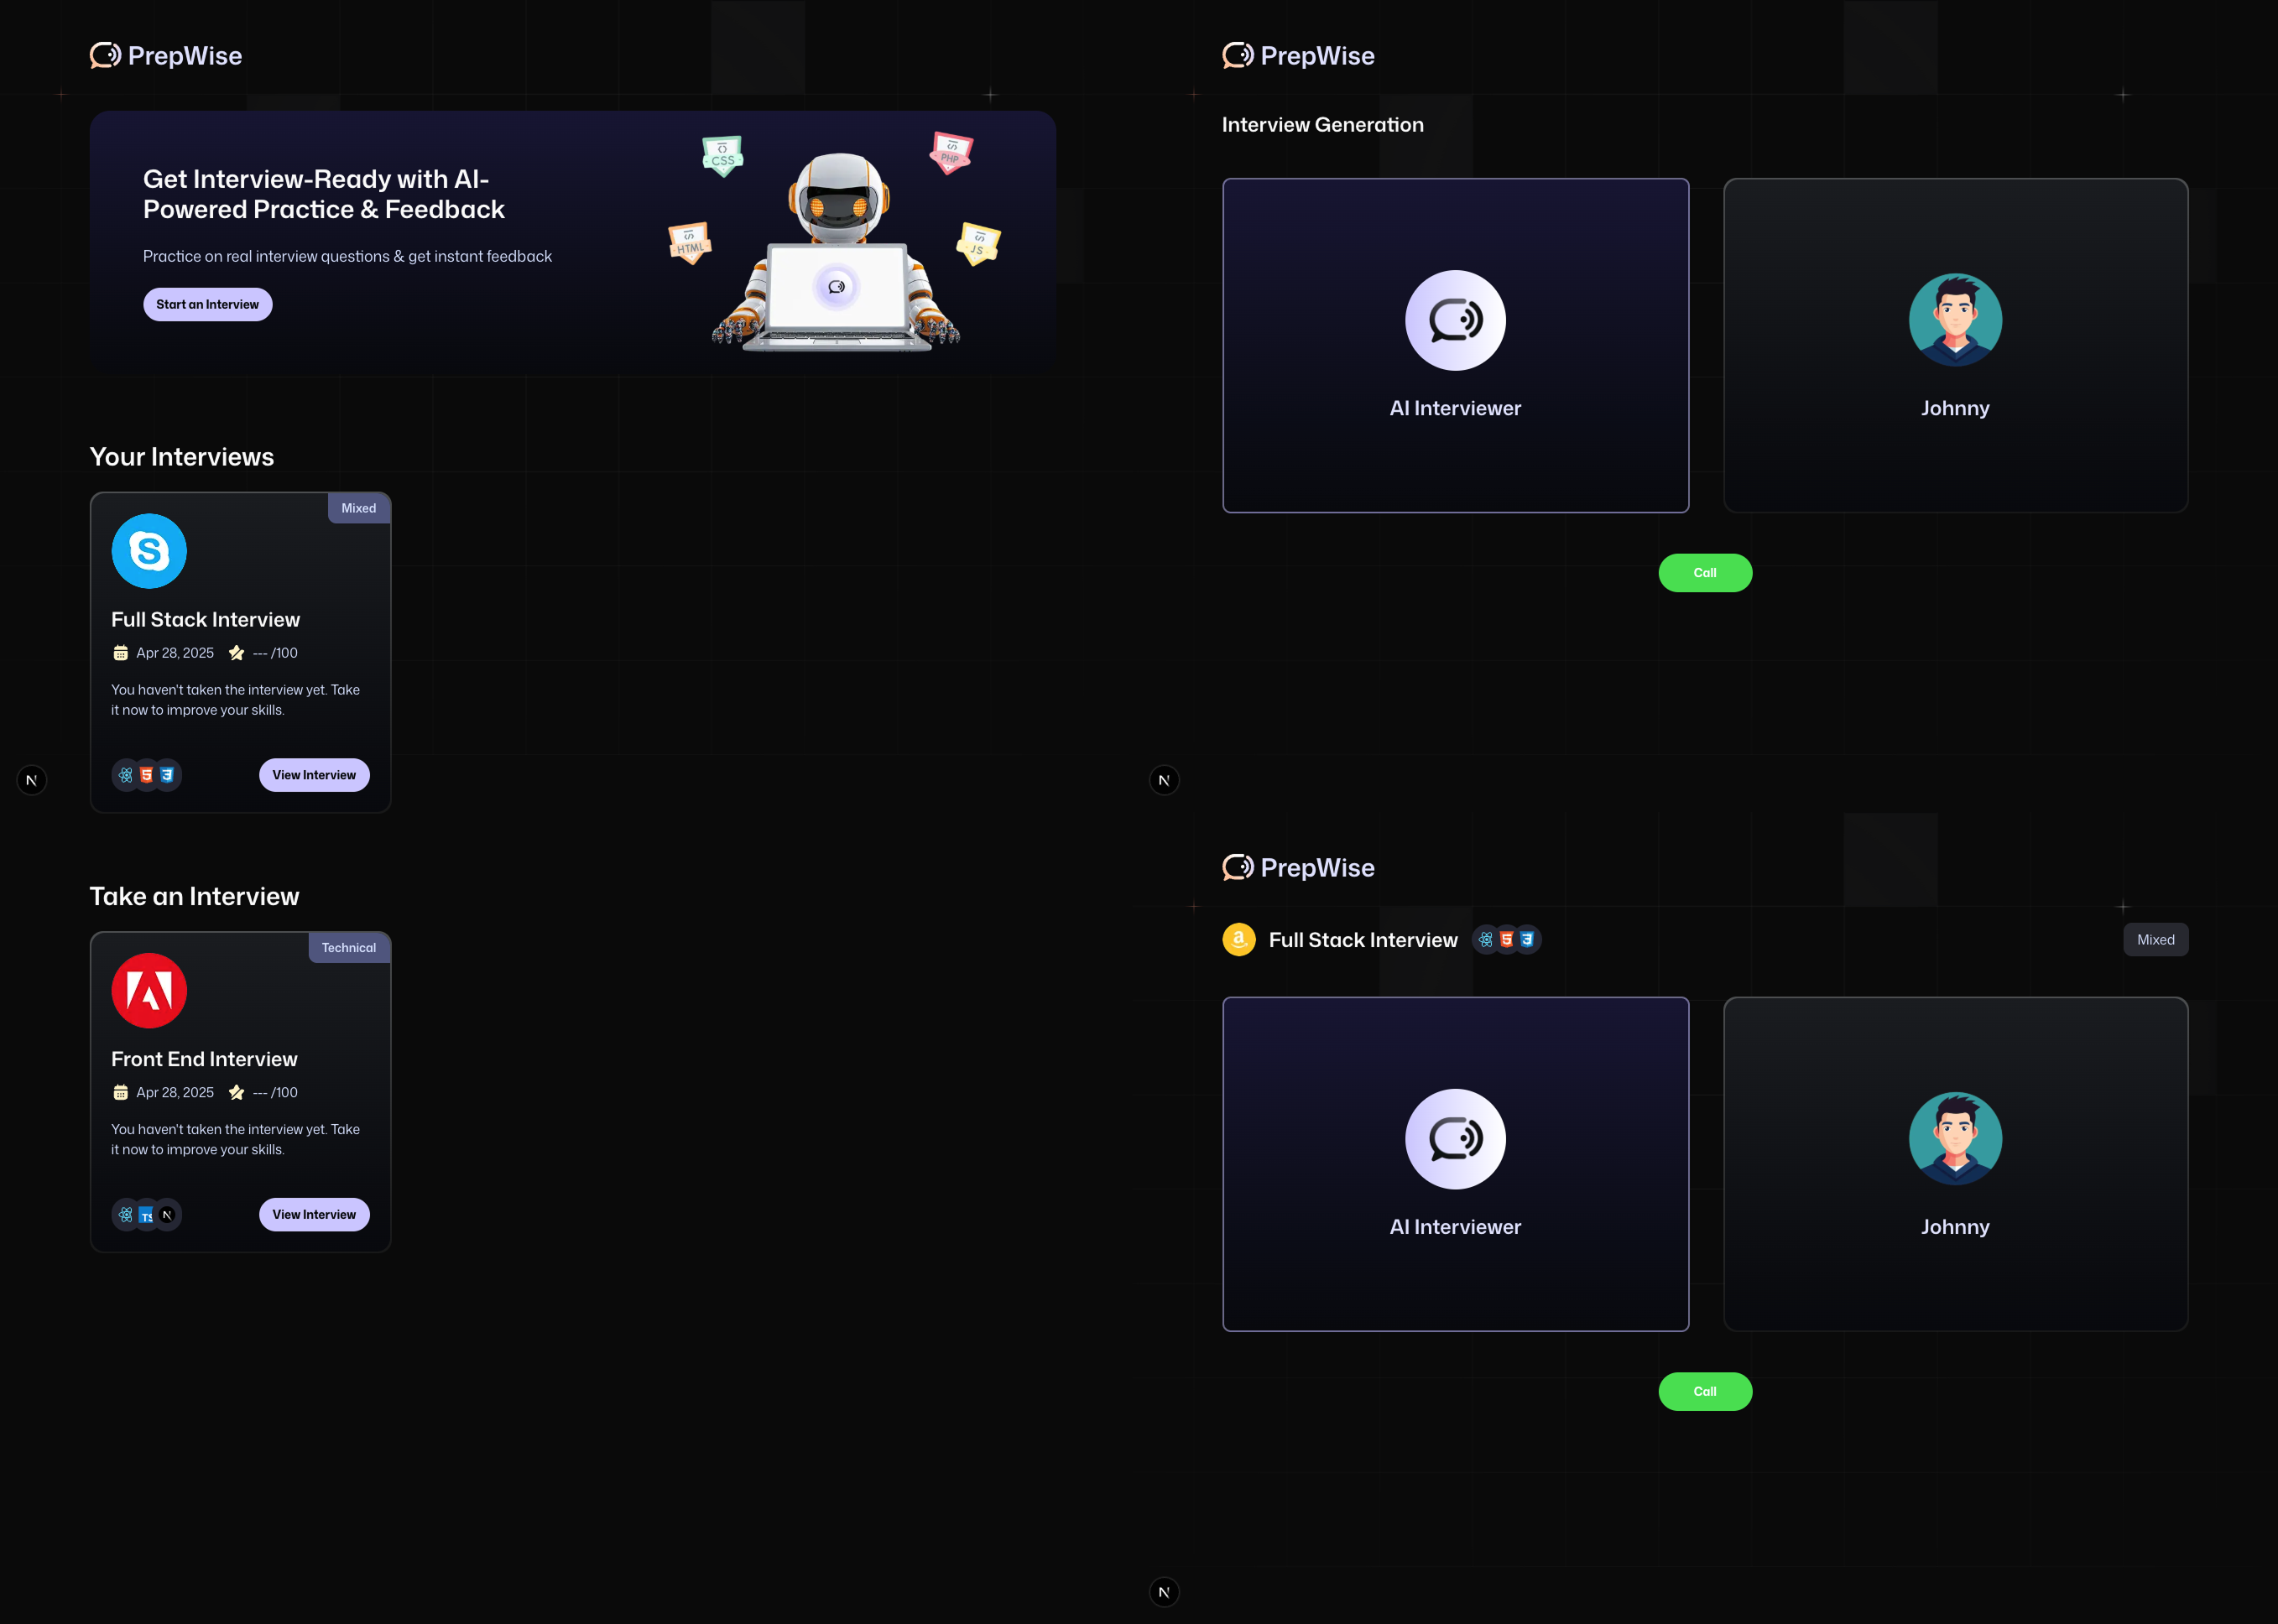 PrepWise
Get Interview-Ready with AI-
Powered Practice & Feedback
Practice on real interview questions & get instant feedback
Start an Interview
CSS
PHP
HTML
JS
Your Interviews
Mixed
Full Stack Interview
Apr 28, 2025 --- /100
You haven't taken the interview yet. Take
it now to improve your skills.
View Interview
Take an Interview
Technical
Front End Interview
Apr 28, 2025 --- /100
You haven't taken the interview yet. Take
it now to improve your skills.
TS
View Interview
PrepWise
Interview Generation
AI Interviewer
Johnny
Call
PrepWise
Full Stack Interview
Mixed
AI Interviewer
Johnny
Call